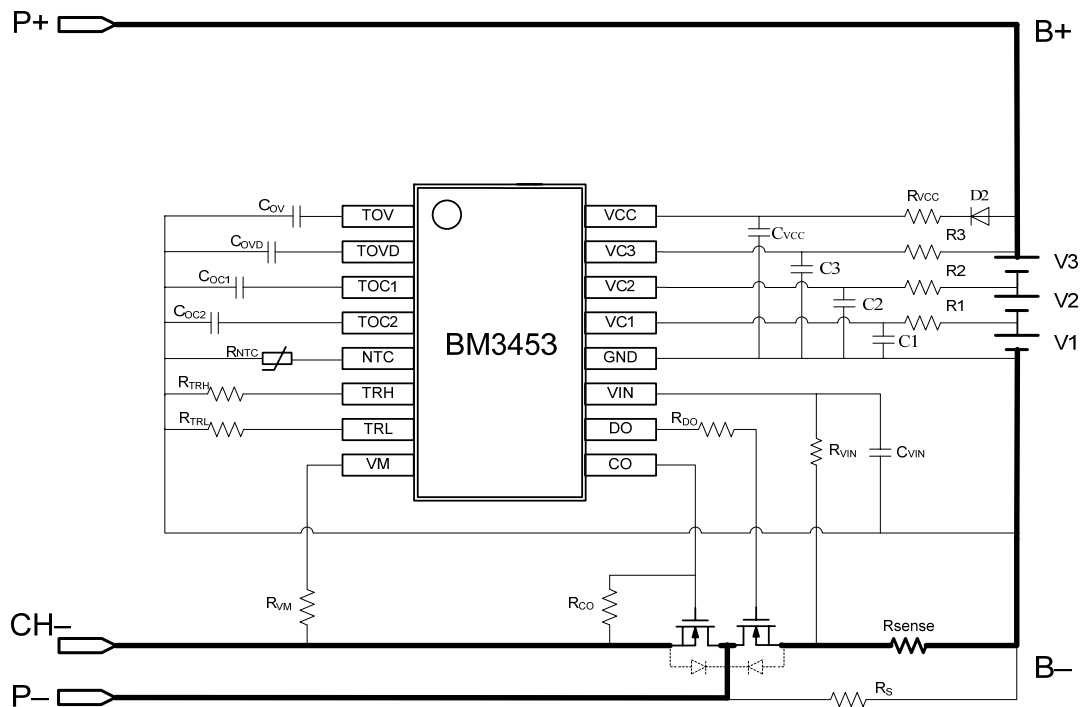 P+
B+
COV
TOV
VCC
RVCC
D2
COVD
TOVD
VC3
CVCC
R3
COC1
TOC1
VC2
C3
R2
V3
COC2
TOC2
VC1
C2
R1
V2
BM3453
RNTC
NTC
GND
C1
V1
RTRH
TRH
VIN
RTRL
TRL
DO
RDO
RVIN
CVIN
VM
CO
RVM
RCO
CH–
Rsense
B–
P–
RS